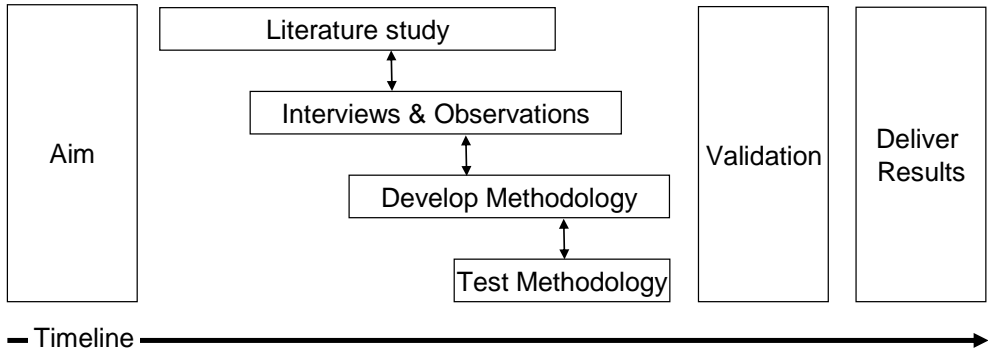 Literature study
Interviews & Observations
Aim
Validation
Deliver
Results
Develop Methodology
Test Methodology
Timeline